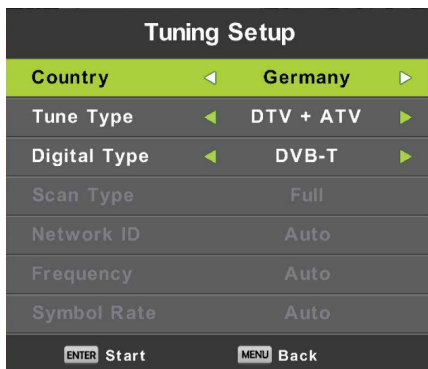 Tuning Setup
Country Germany
Tune Type DTV + ATV
Digital Type DVB-T
Scan Type Full
Network ID Auto
Frequency Auto
Symbol Rate Auto
ENTER Start MENU Back